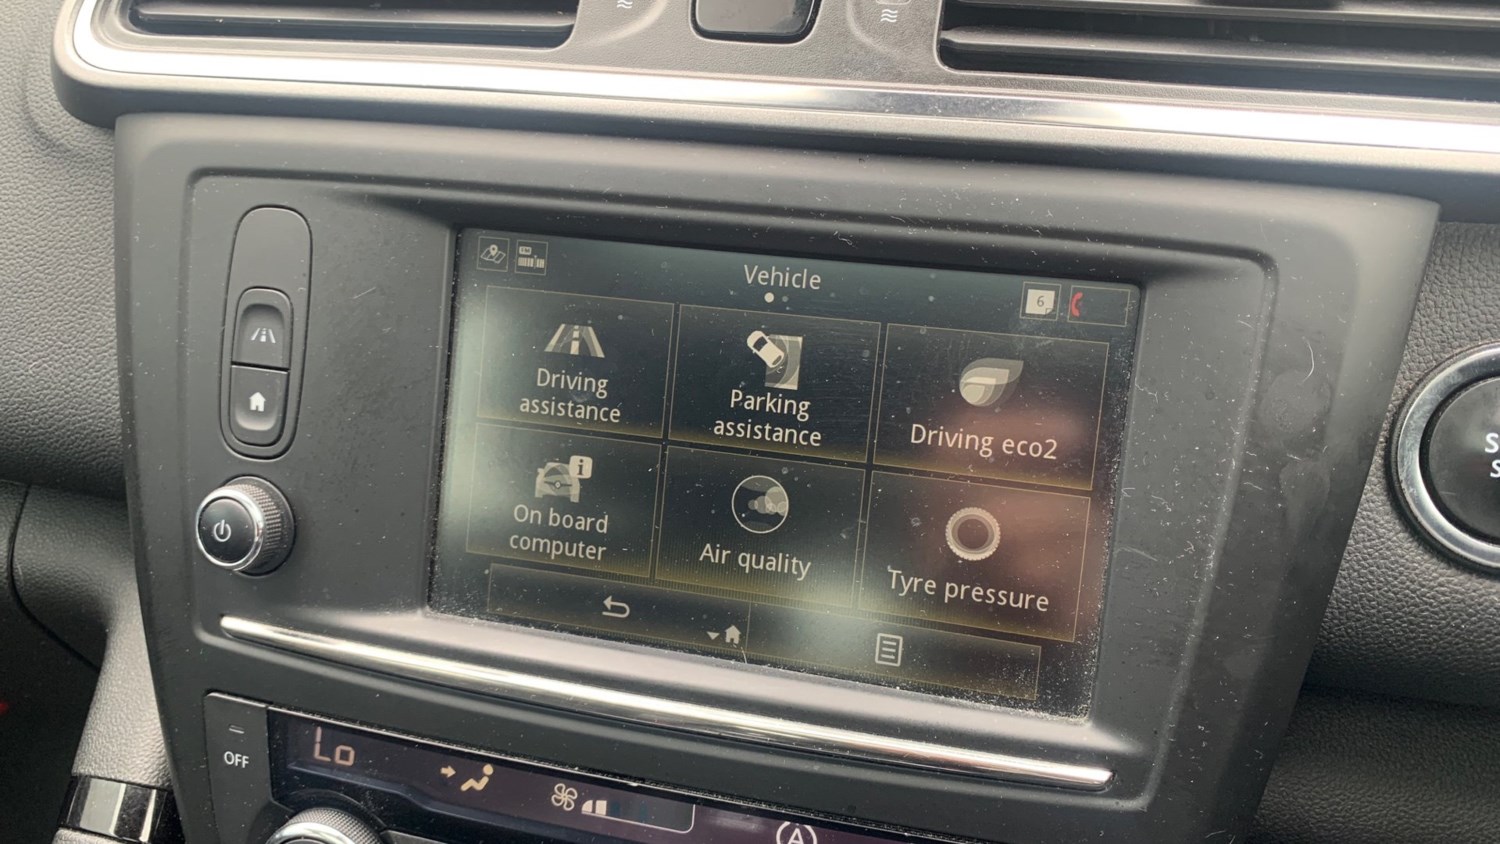 Vehicle
6
Driving
assistance
Parking
assistance
Driving eco2
On board
computer
Air quality
Tyre pressure
OFF
Lo
A